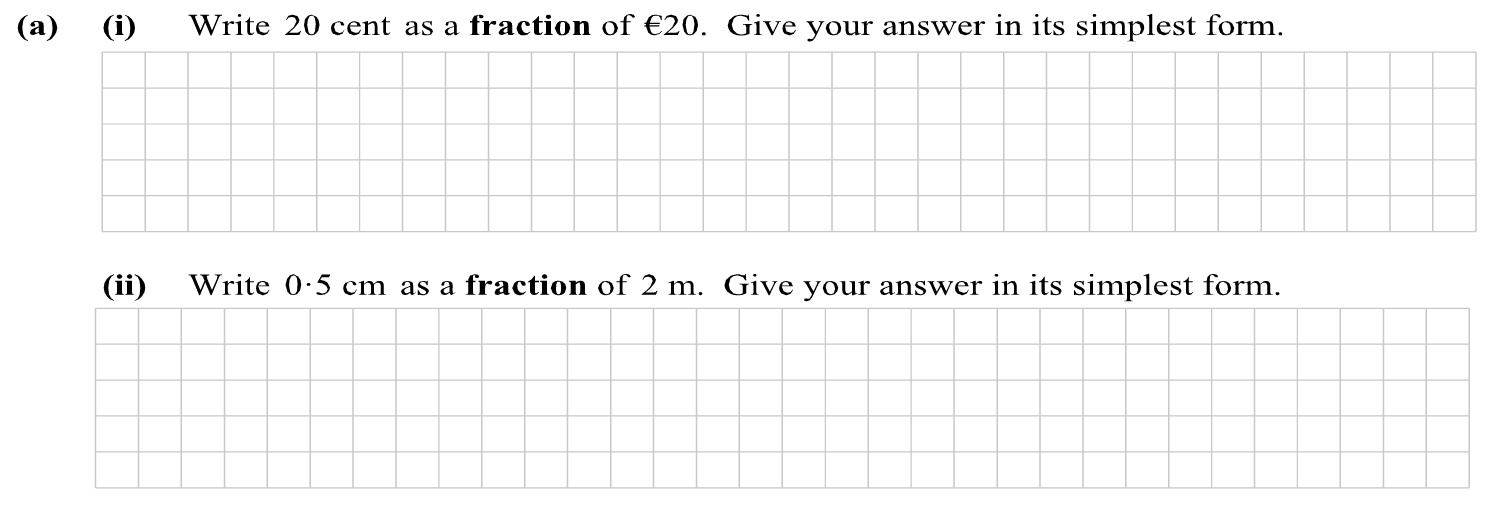 (a) (i) Write 20 cent as a fraction of €20. Give your answer in its simplest form.
(ii) Write 0·5 cm as a fraction of 2 m. Give your answer in its simplest form.